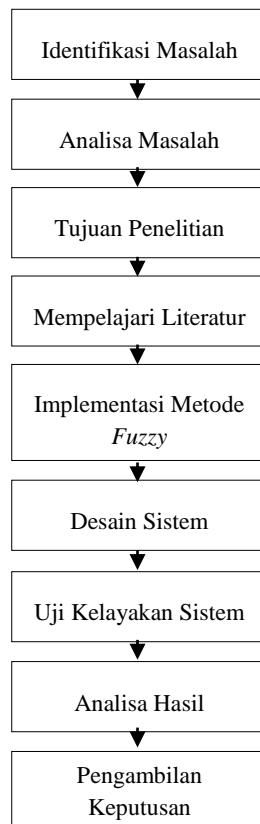 Identifikasi Masalah
Analisa Masalah
Tujuan Penelitian
Mempelajari Literatur
Implementasi Metode
Fuzzy
Desain Sistem
Uji Kelayakan Sistem
Analisa Hasil
Pengambilan
Keputusan